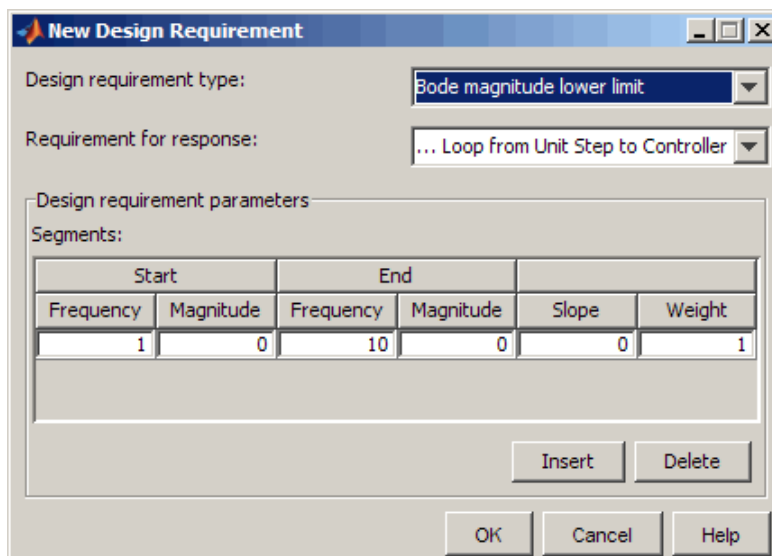 New Design Requirement
Design requirement type: Bode magnitude lower limit
Requirement for response: ... Loop from Unit Step to Controller
Design requirement parameters
Segments:
Start End
Frequency Magnitude Frequency Magnitude Slope Weight
1 0 10 0 0 1
Insert Delete
OK Cancel Help